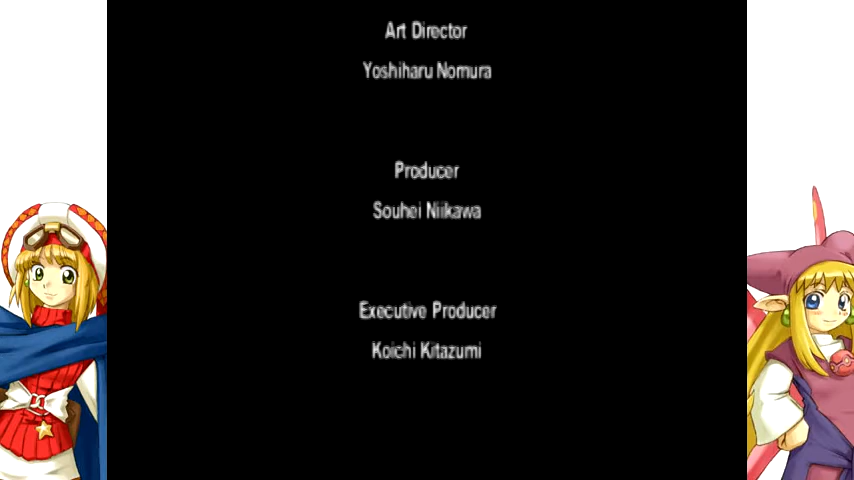 Art Director
Yoshiharu Nomura
Producer
Souhei Niikawa
Executive Producer
Koichi Kitazumi